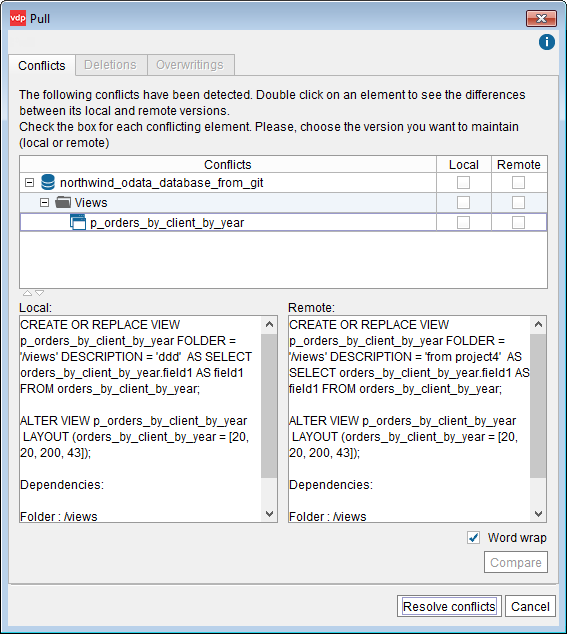 vdp Pull
i
Conflicts Deletions Overwritings
The following conflicts have been detected. Double click on an element to see the differences
between its local and remote versions.
Check the box for each conflicting element. Please, choose the version you want to maintain
(local or remote)
Conflicts Local Remote
northwind_odata_database_from_git
Views
p_orders_by_client_by_year
Local:
CREATE OR REPLACE VIEW
p_orders_by_client_by_year FOLDER =
'/views' DESCRIPTION = 'ddd'  AS SELECT
orders_by_client_by_year.field1 AS field1
FROM orders_by_client_by_year;
ALTER VIEW p_orders_by_client_by_year
LAYOUT (orders_by_client_by_year = [20,
20, 200, 43]);
Dependencies:
Folder : /views
Remote:
CREATE OR REPLACE VIEW
p_orders_by_client_by_year FOLDER =
'/views' DESCRIPTION = 'from project4'  AS
SELECT orders_by_client_by_year.field1 AS
field1 FROM orders_by_client_by_year;
ALTER VIEW p_orders_by_client_by_year
LAYOUT (orders_by_client_by_year = [20,
20, 200, 43]);
Dependencies:
Folder : /views
Word wrap
Compare
Resolve conflicts Cancel